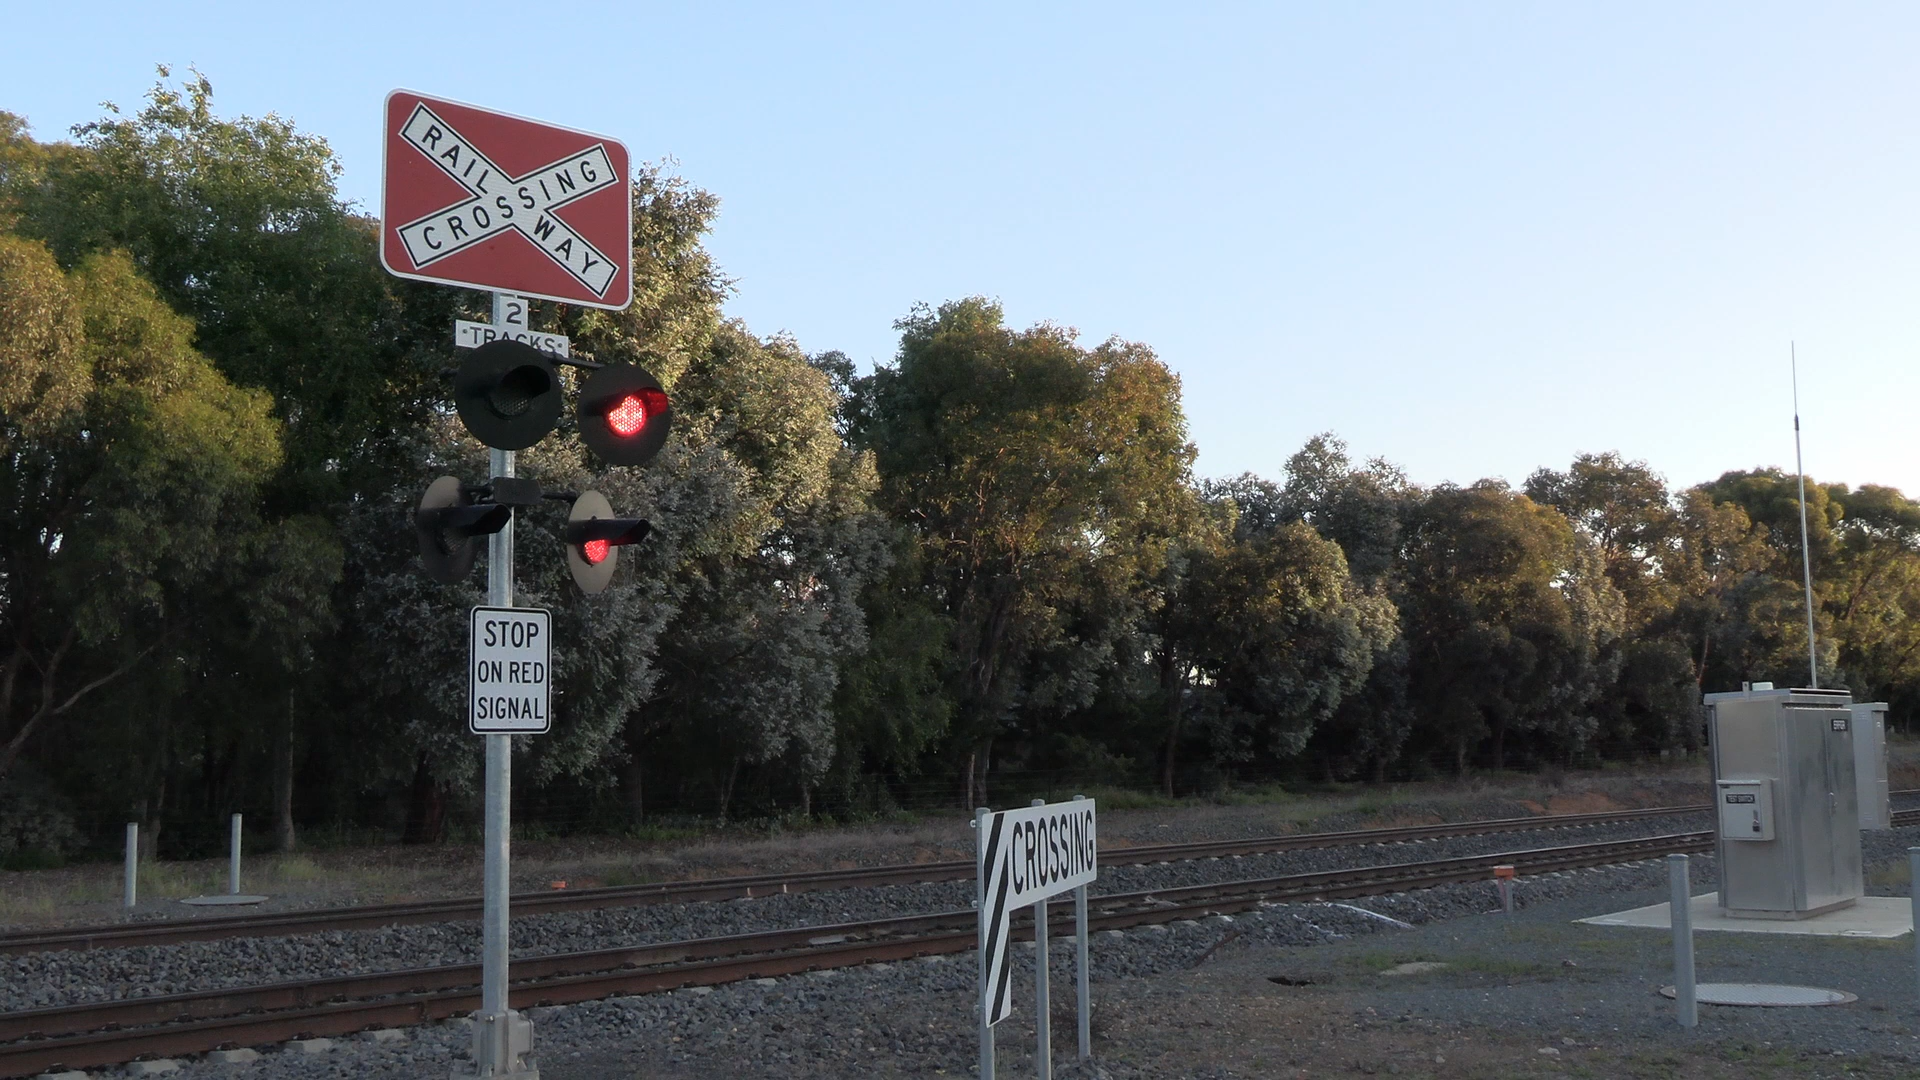 RAILWAY
CROSSING
2
TRACKS
STOP
ON RED
SIGNAL
CROSSING